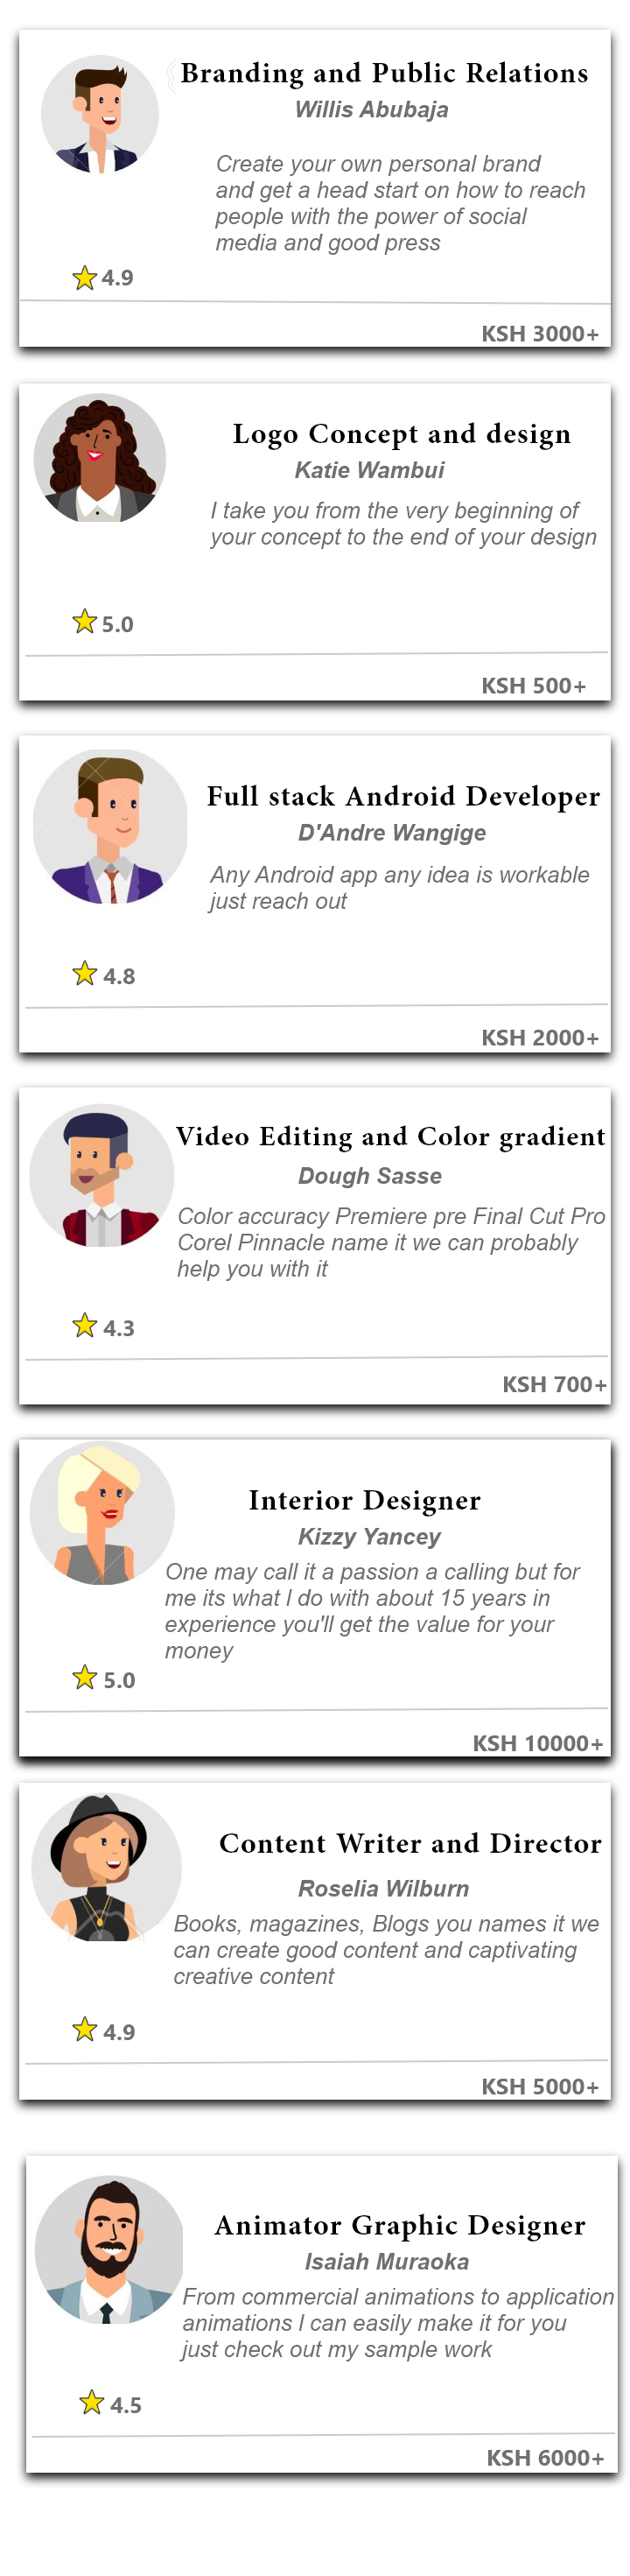 Branding and Public Relations
Willis Abubaja
Create your own personal brand
and get a head start on how to reach
people with the power of social
media and good press
4.9
KSH 3000+
Logo Concept and design
Katie Wambui
I take you from the very beginning of
your concept to the end of your design
5.0
KSH 500+
Full stack Android Developer
D'Andre Wangige
Any Android app any idea is workable
just reach out
4.8
KSH 2000+
Video Editing and Color gradient
Dough Sasse
Color accuracy Premiere pre Final Cut Pro
Corel Pinnacle name it we can probably
help you with it
4.3
KSH 700+
Interior Designer
Kizzy Yancey
One may call it a passion a calling but for
me its what I do with about 15 years in
experience you'll get the value for your
money
5.0
KSH 10000+
Content Writer and Director
Roselia Wilburn
Books, magazines, Blogs you names it we
can create good content and captivating
creative content
4.9
KSH 5000+
Animator Graphic Designer
Isaiah Muraoka
From commercial animations to application
animations I can easily make it for you
just check out my sample work
4.5
KSH 6000+